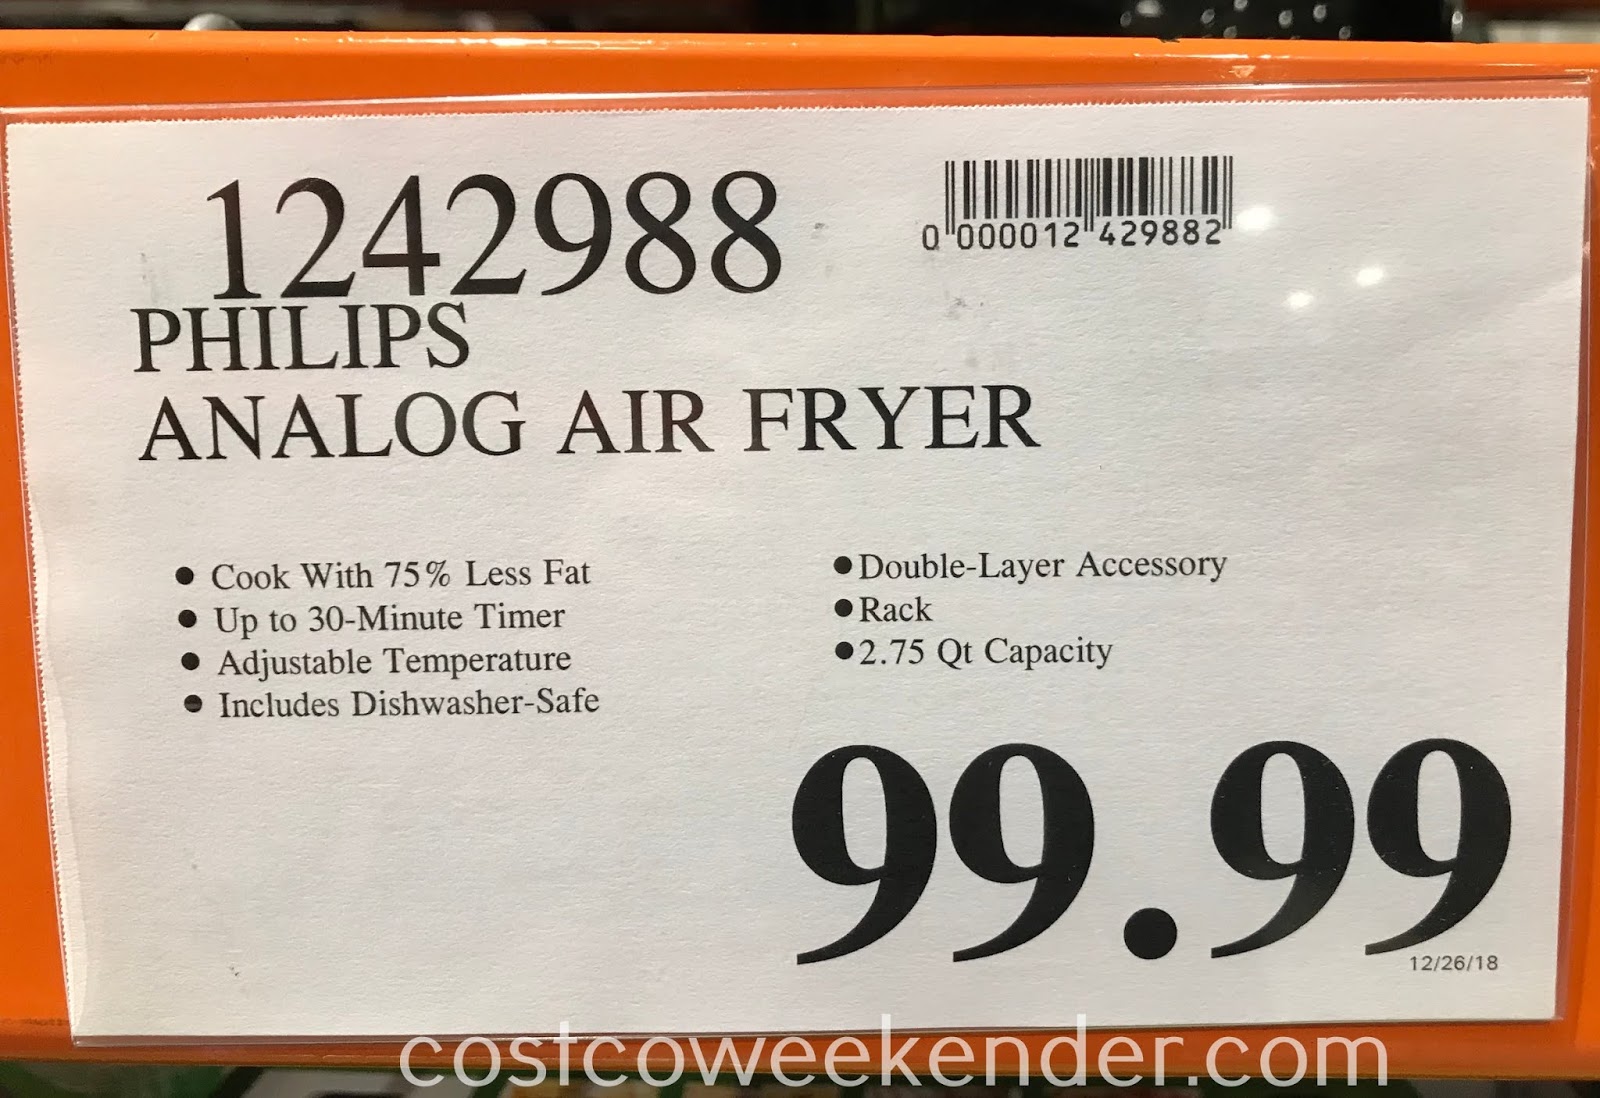 1242988
0 000012 429882
PHILIPS
ANALOG AIR FRYER
● Cook With 75% Less Fat
● Up to 30-Minute Timer
● Adjustable Temperature
● Includes Dishwasher-Safe
●Double-Layer Accessory
●Rack
●2.75 Qt Capacity
99.99
12/26/18
costcoweekender.com